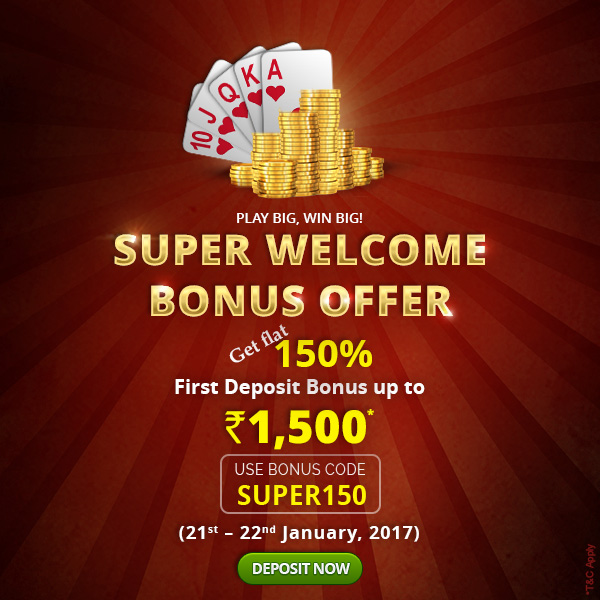 10 J Q K A
PLAY BIG, WIN BIG!
SUPER WELCOME
BONUS OFFER
Get flat 150%
First Deposit Bonus up to
₹1,500*
USE BONUS CODE
SUPER150
(21st – 22nd January, 2017)
DEPOSIT NOW
*T&C Apply